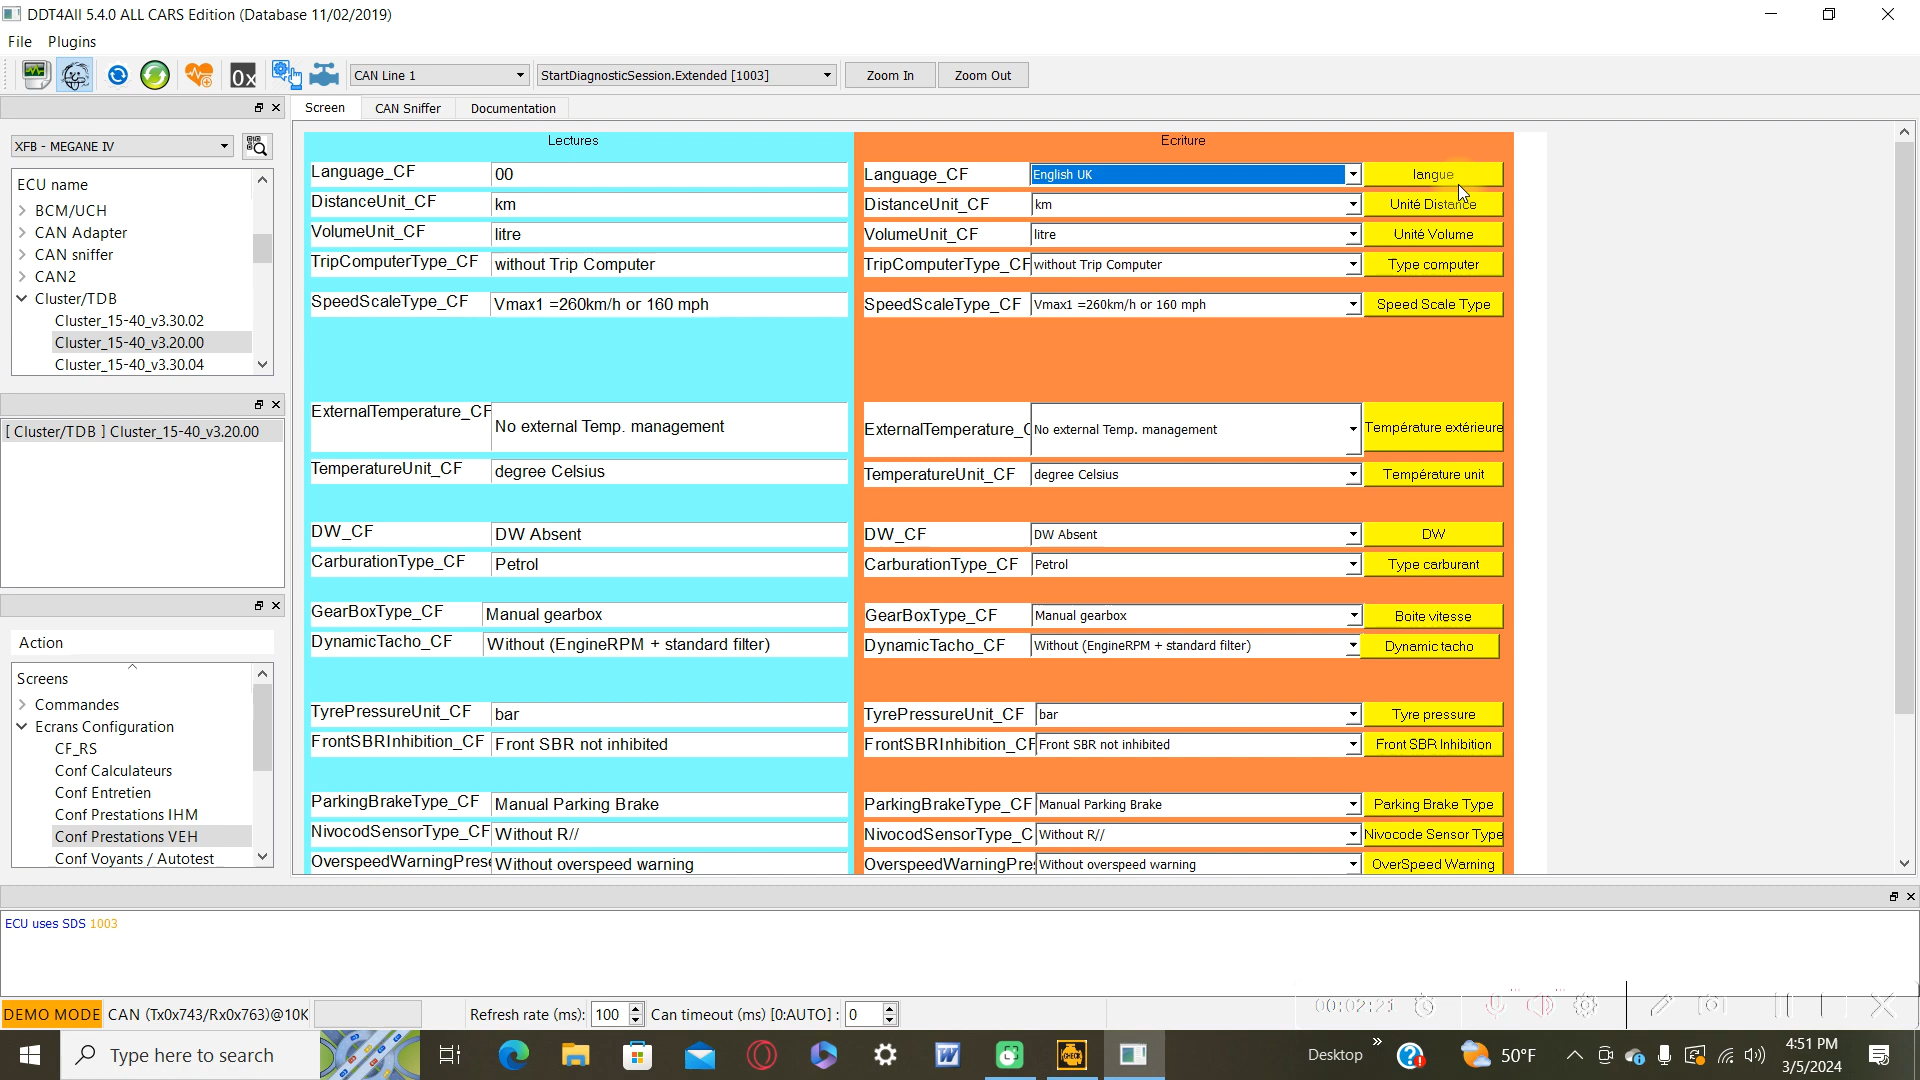 DDT4All 5.4.0 ALL CARS Edition (Database 11/02/2019)
File Plugins
0x CAN Line 1 StartDiagnosticSession.Extended [1003] Zoom In Zoom Out
Screen CAN Sniffer Documentation
XFB - MEGANE IV
ECU name
BCM/UCH
CAN Adapter
CAN sniffer
CAN2
Cluster/TDB
Cluster_15-40_v3.30.02
Cluster_15-40_v3.20.00
Cluster_15-40_v3.30.04
[ Cluster/TDB ] Cluster_15-40_v3.20.00
Action
Screens
Commandes
Ecrans Configuration
CF_RS
Conf Calculateurs
Conf Entretien
Conf Prestations IHM
Conf Prestations VEH
Conf Voyants / Autotest
Lectures
Language_CF 00
DistanceUnit_CF km
VolumeUnit_CF litre
TripComputerType_CF without Trip Computer
SpeedScaleType_CF Vmax1 =260km/h or 160 mph
ExternalTemperature_CF No external Temp. management
TemperatureUnit_CF degree Celsius
DW_CF DW Absent
CarburationType_CF Petrol
GearBoxType_CF Manual gearbox
DynamicTacho_CF Without (EngineRPM + standard filter)
TyrePressureUnit_CF bar
FrontSBRInhibition_CF Front SBR not inhibited
ParkingBrakeType_CF Manual Parking Brake
NivocodSensorType_CF Without R//
OverspeedWarningPrese Without overspeed warning
Ecriture
Language_CF English UK langue
DistanceUnit_CF km Unité Distance
VolumeUnit_CF litre Unité Volume
TripComputerType_CF without Trip Computer Type computer
SpeedScaleType_CF Vmax1 =260km/h or 160 mph Speed Scale Type
ExternalTemperature_C No external Temp. management Température extérieure
TemperatureUnit_CF degree Celsius Température unit
DW_CF DW Absent DW
CarburationType_CF Petrol Type carburant
GearBoxType_CF Manual gearbox Boite vitesse
DynamicTacho_CF Without (EngineRPM + standard filter) Dynamic tacho
TyrePressureUnit_CF bar Tyre pressure
FrontSBRInhibition_CF Front SBR not inhibited Front SBR Inhibition
ParkingBrakeType_CF Manual Parking Brake Parking Brake Type
NivocodSensorType_C Without R// Nivocode Sensor Type
OverspeedWarningPre Without overspeed warning OverSpeed Warning
ECU uses SDS 1003
DEMO MODE CAN (Tx0x743/Rx0x763)@10K Refresh rate (ms): 100 Can timeout (ms) [0:AUTO] : 0 00:02:21
Type here to search CHECK Desktop 50°F 4:51 PM
3/5/2024